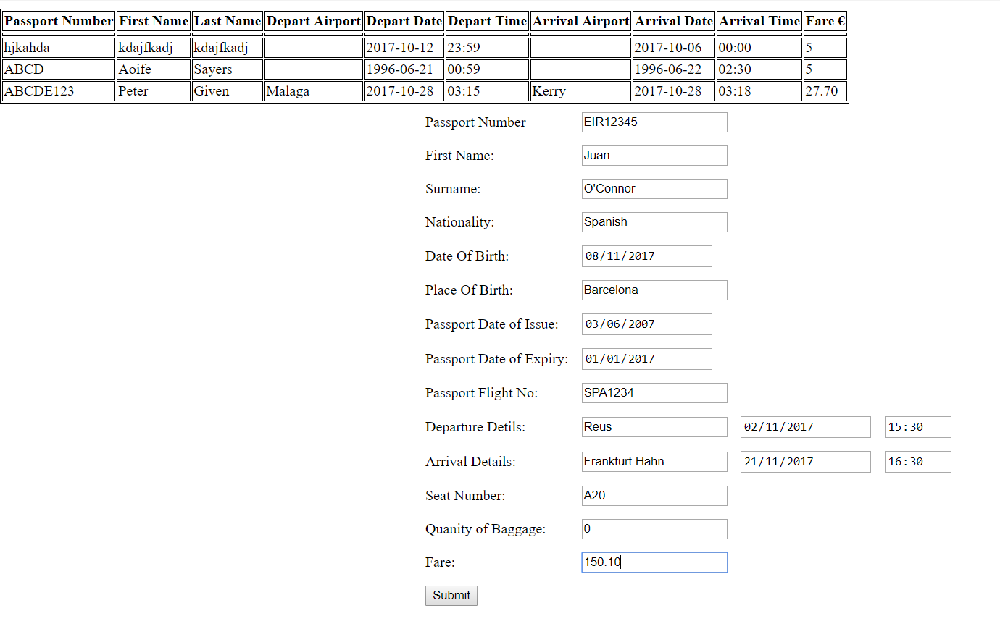 Passport Number First Name Last Name Depart Airport Depart Date Depart Time Arrival Airport Arrival Date Arrival Time Fare €
hjkahda kdajfkadj kdajfkadj 2017-10-12 23:59 2017-10-06 00:00 5
ABCD Aoife Sayers 1996-06-21 00:59 1996-06-22 02:30 5
ABCDE123 Peter Given Malaga 2017-10-28 03:15 Kerry 2017-10-28 03:18 27.70
Passport Number EIR12345
First Name: Juan
Surname: O'Connor
Nationality: Spanish
Date Of Birth: 08/11/2017
Place Of Birth: Barcelona
Passport Date of Issue: 03/06/2007
Passport Date of Expiry: 01/01/2017
Passport Flight No: SPA1234
Departure Detils: Reus 02/11/2017 15:30
Arrival Details: Frankfurt Hahn 21/11/2017 16:30
Seat Number: A20
Quanity of Baggage: 0
Fare: 150.10
Submit